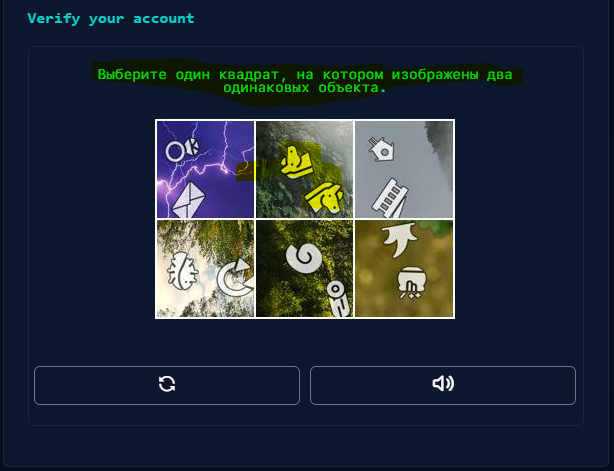 Verify your account
Выберите один квадрат, на котором изображены два
одинаковых объекта.